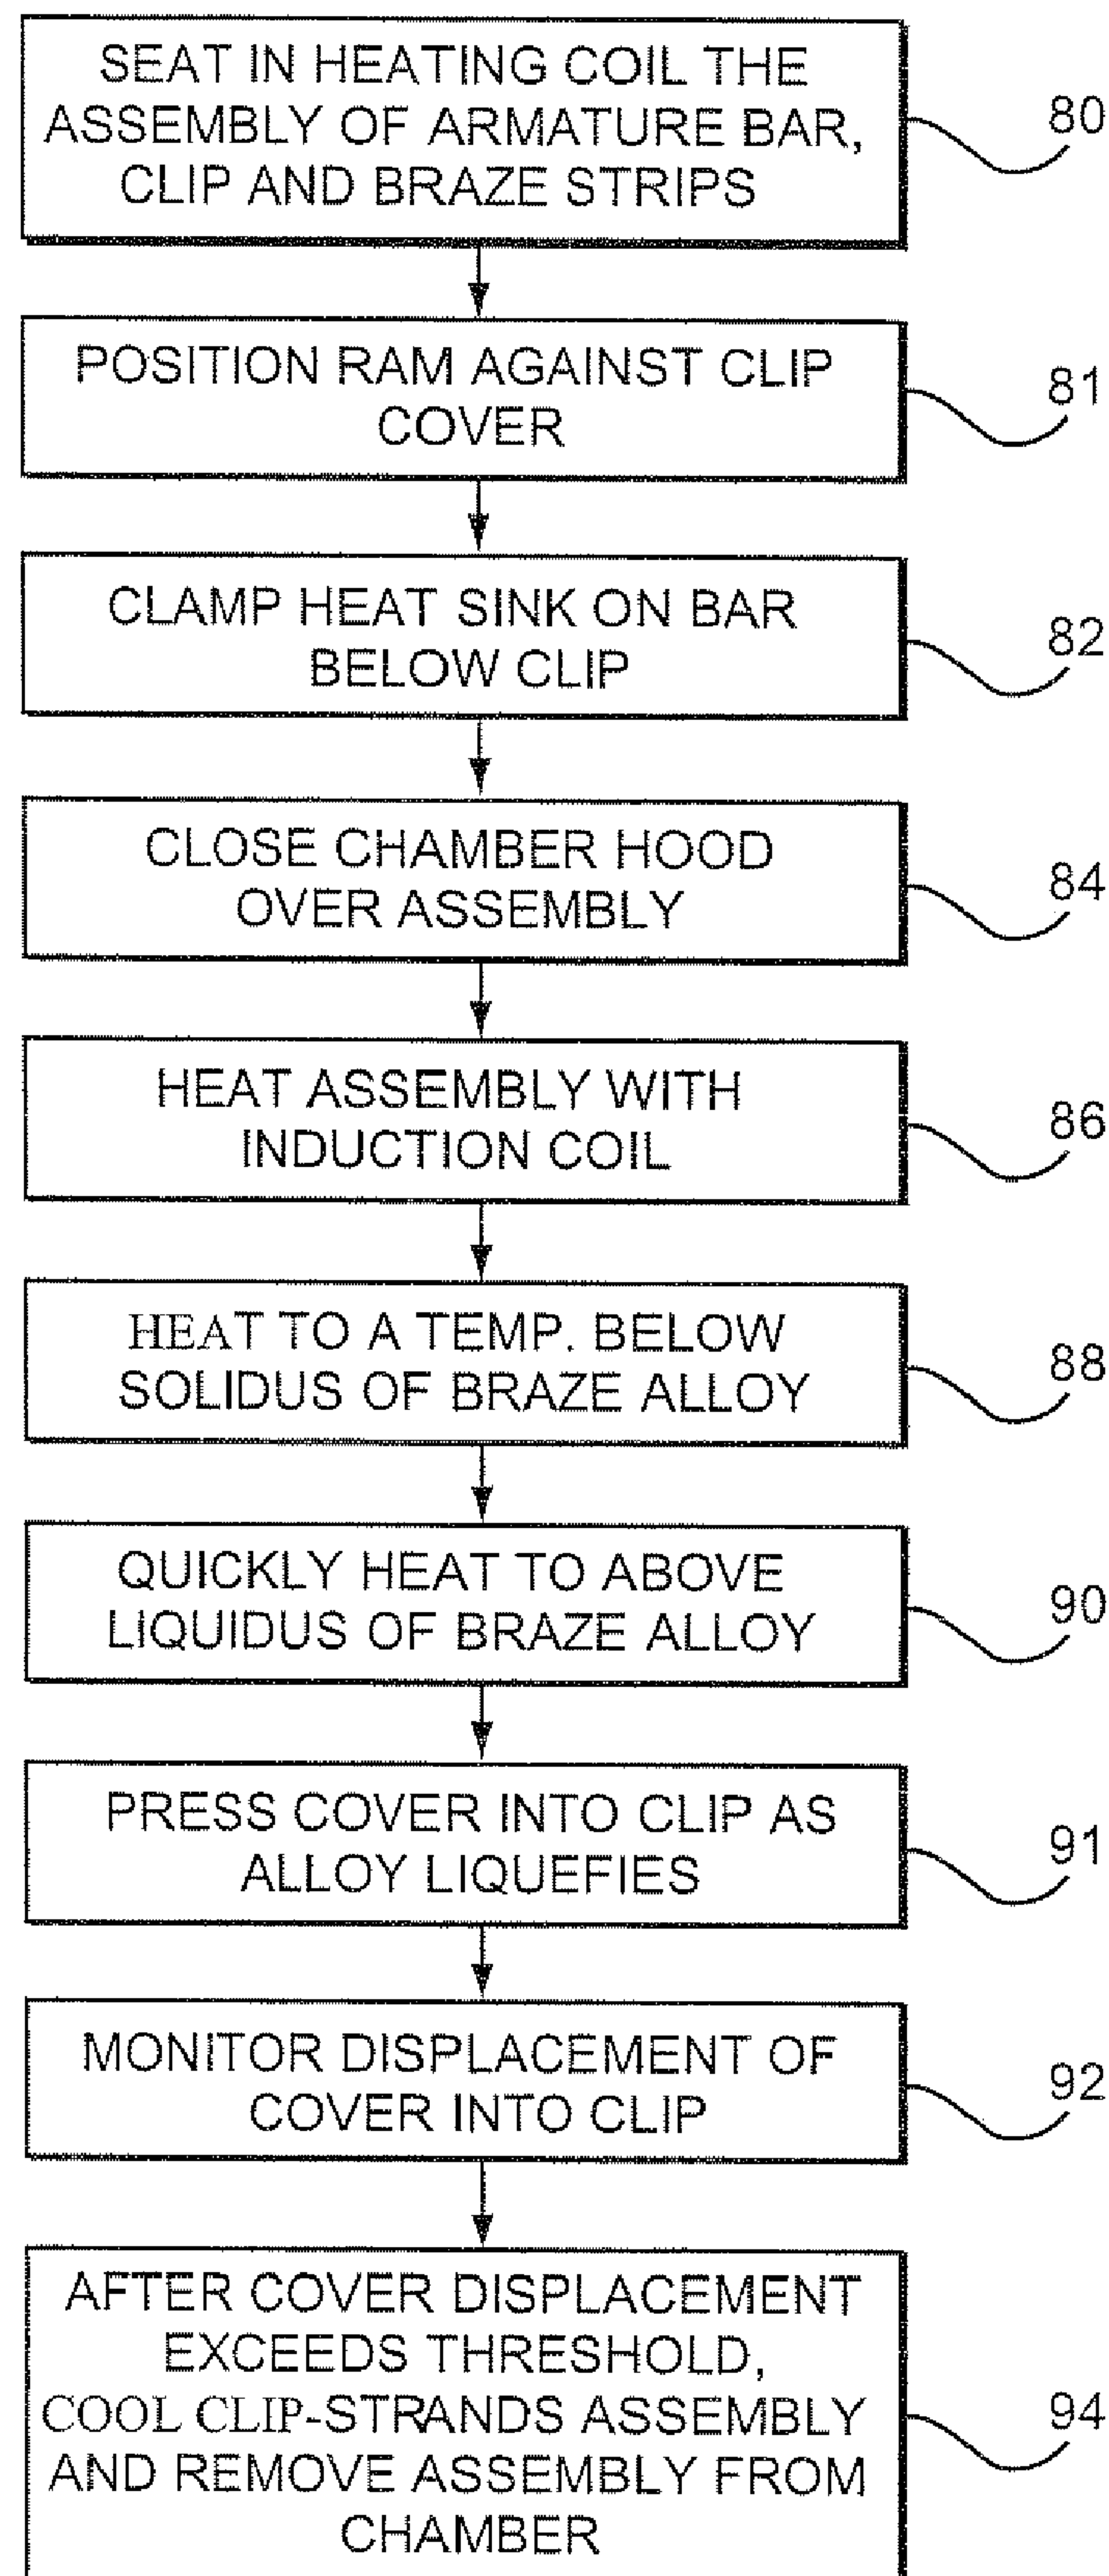 SEAT IN HEATING COIL THE
ASSEMBLY OF ARMATURE BAR,
CLIP AND BRAZE STRIPS
80
POSITION RAM AGAINST CLIP
COVER
81
CLAMP HEAT SINK ON BAR
BELOW CLIP
82
CLOSE CHAMBER HOOD
OVER ASSEMBLY
84
HEAT ASSEMBLY WITH
INDUCTION COIL
86
HEAT TO A TEMP. BELOW
SOLIDUS OF BRAZE ALLOY
88
QUICKLY HEAT TO ABOVE
LIQUIDUS OF BRAZE ALLOY
90
PRESS COVER INTO CLIP AS
ALLOY LIQUEFIES
91
MONITOR DISPLACEMENT OF
COVER INTO CLIP
92
AFTER COVER DISPLACEMENT
EXCEEDS THRESHOLD,
COOL CLIP-STRANDS ASSEMBLY
AND REMOVE ASSEMBLY FROM
CHAMBER
94